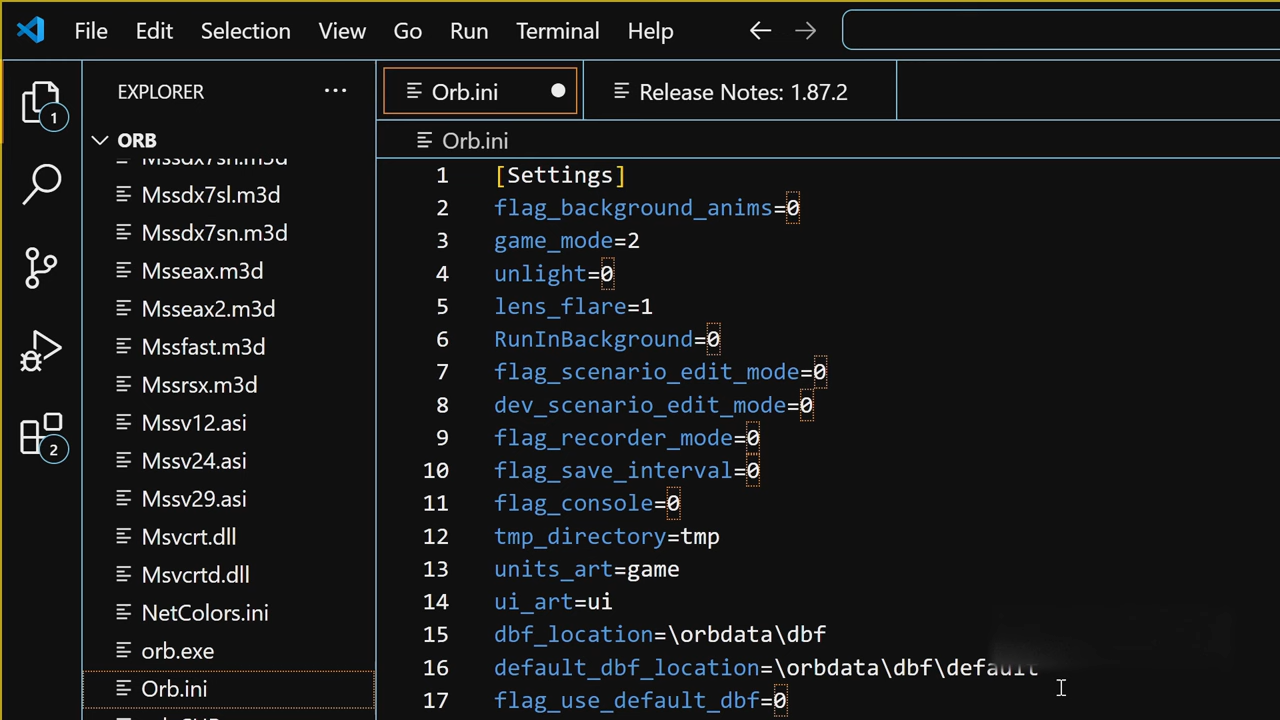 File Edit Selection View Go Run Terminal Help
EXPLORER
ORB
Mssdx7sh.m3d
Mssdx7sl.m3d
Mssdx7sn.m3d
Msseax.m3d
Msseax2.m3d
Mssfast.m3d
Mssrsx.m3d
Mssv12.asi
Mssv24.asi
Mssv29.asi
Msvcrt.dll
Msvcrtd.dll
NetColors.ini
orb.exe
Orb.ini
1
2
Orb.ini
Release Notes: 1.87.2
Orb.ini
1 [Settings]
2 flag_background_anims=0
3 game_mode=2
4 unlight=0
5 lens_flare=1
6 RunInBackground=0
7 flag_scenario_edit_mode=0
8 dev_scenario_edit_mode=0
9 flag_recorder_mode=0
10 flag_save_interval=0
11 flag_console=0
12 tmp_directory=tmp
13 units_art=game
14 ui_art=ui
15 dbf_location=\orbdata\dbf
16 default_dbf_location=\orbdata\dbf\default
17 flag_use_default_dbf=0